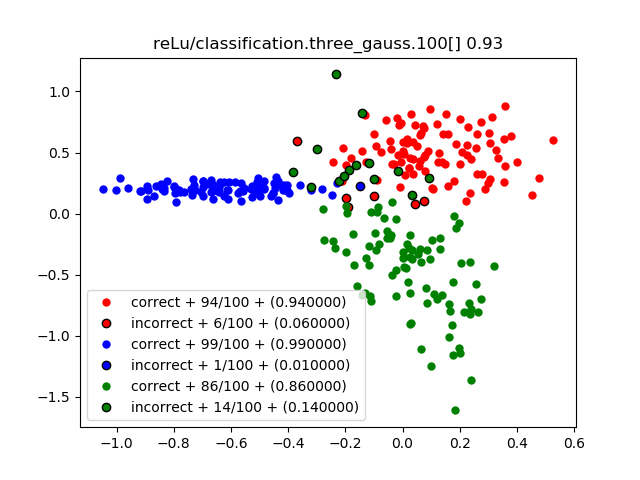 reLu/classification.three_gauss.100[] 0.93
1.0
0.5
0.0
−0.5
−1.0
−1.5
correct + 94/100 + (0.940000)
incorrect + 6/100 + (0.060000)
correct + 99/100 + (0.990000)
incorrect + 1/100 + (0.010000)
correct + 86/100 + (0.860000)
incorrect + 14/100 + (0.140000)
−1.0 −0.8 −0.6 −0.4 −0.2 0.0 0.2 0.4 0.6